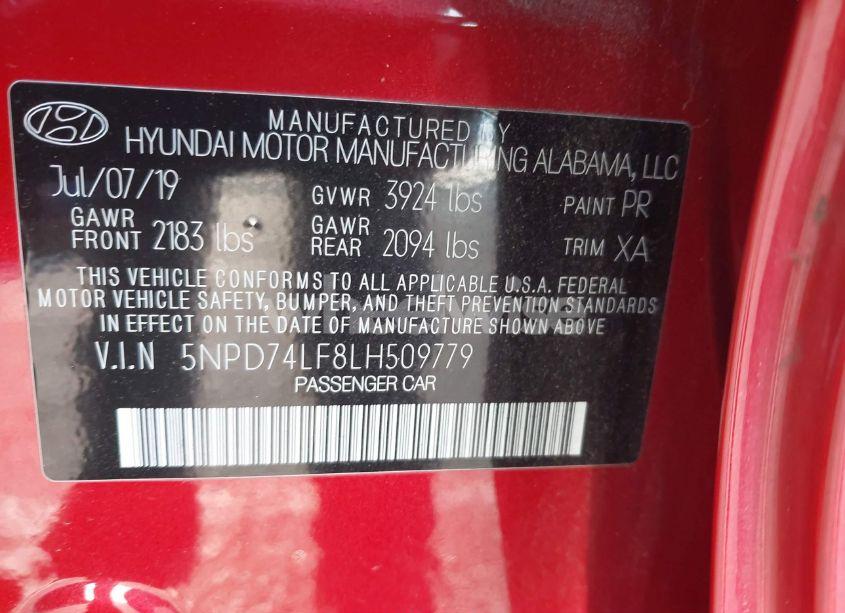 MANUFACTURED BY
HYUNDAI MOTOR MANUFACTURING ALABAMA, LLC
Jul/07/19 GVWR 3924 lbs PAINT PR
GAWR FRONT 2183 lbs GAWR REAR 2094 lbs TRIM XA
THIS VEHICLE CONFORMS TO ALL APPLICABLE U.S.A. FEDERAL
MOTOR VEHICLE SAFETY, BUMPER, AND THEFT PREVENTION STANDARDS
IN EFFECT ON THE DATE OF MANUFACTURE SHOWN ABOVE
V.I.N 5NPD74LF8LH509779
PASSENGER CAR